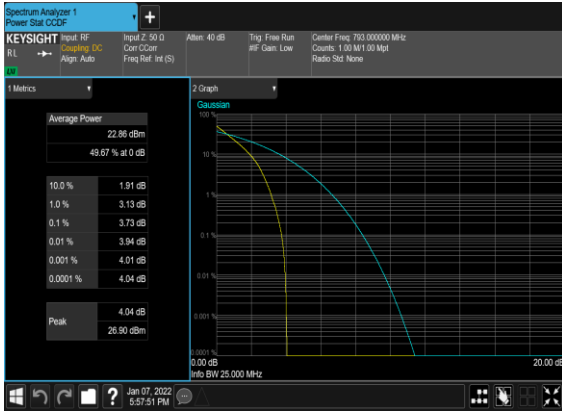 Spectrum Analyzer 1
Power Stat CCDF
KEYSIGHT
RL
Input: RF
Coupling: DC
Align: Auto
Input Z: 50 Ω
Corr CCorr
Freq Ref: Int (S)
Atten: 40 dB
Trig: Free Run
#IF Gain: Low
Center Freq: 793.000000 MHz
Counts: 1.00 M/1.00 Mpt
Radio Std: None
1 Metrics
Average Power
22.86 dBm
49.67 % at 0 dB
10.0 % 1.91 dB
1.0 % 3.13 dB
0.1 % 3.73 dB
0.01 % 3.94 dB
0.001 % 4.01 dB
0.0001 % 4.04 dB
Peak 4.04 dB
26.90 dBm
2 Graph
Gaussian
100 %
10 %
1 %
0.1 %
0.01 %
0.001 %
0.0001 %
0.00 dB 20.00 dB
Info BW 25.000 MHz
Jan 07, 2022
5:57:51 PM